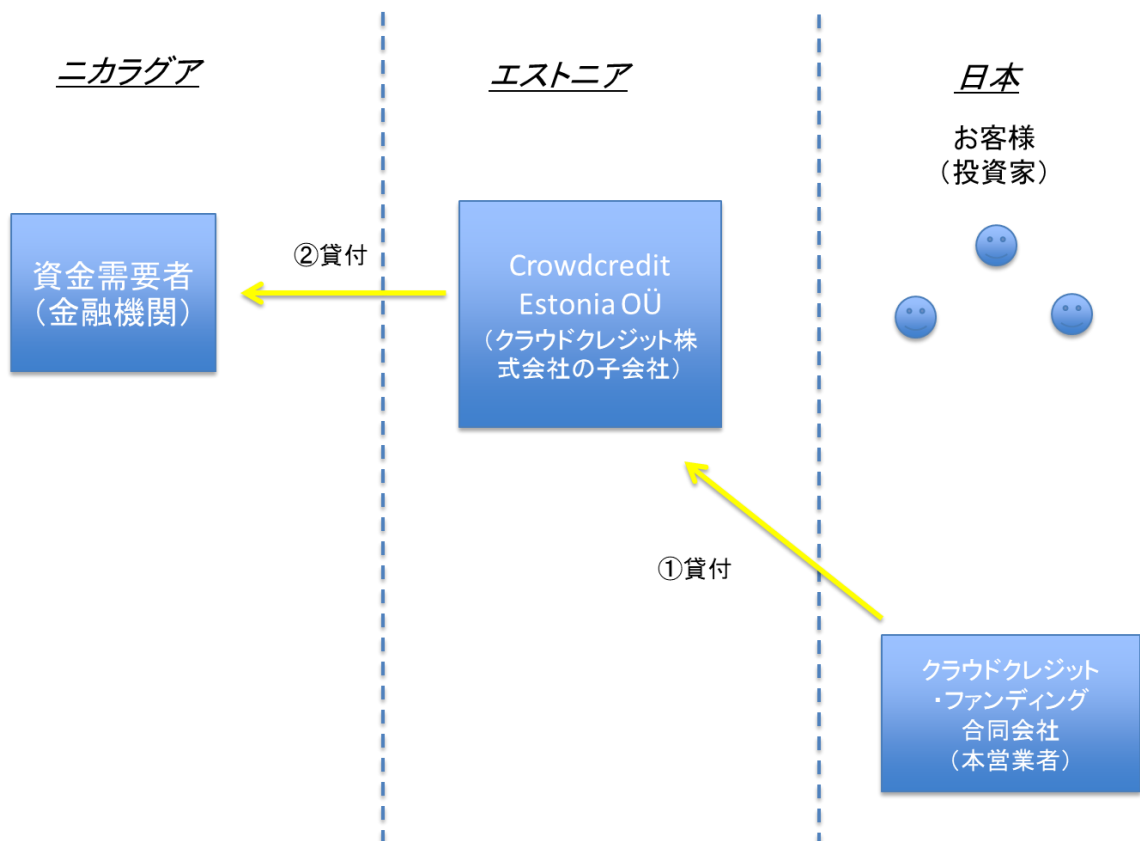 ニカラグア
エストニア
日本
お客様
（投資家）
資金需要者
（金融機関）
②貸付
Crowdcredit
Estonia OÜ
（クラウドクレジット株
式会社の子会社）
①貸付
クラウドクレジット
・ファンディング
合同会社
（本営業者）